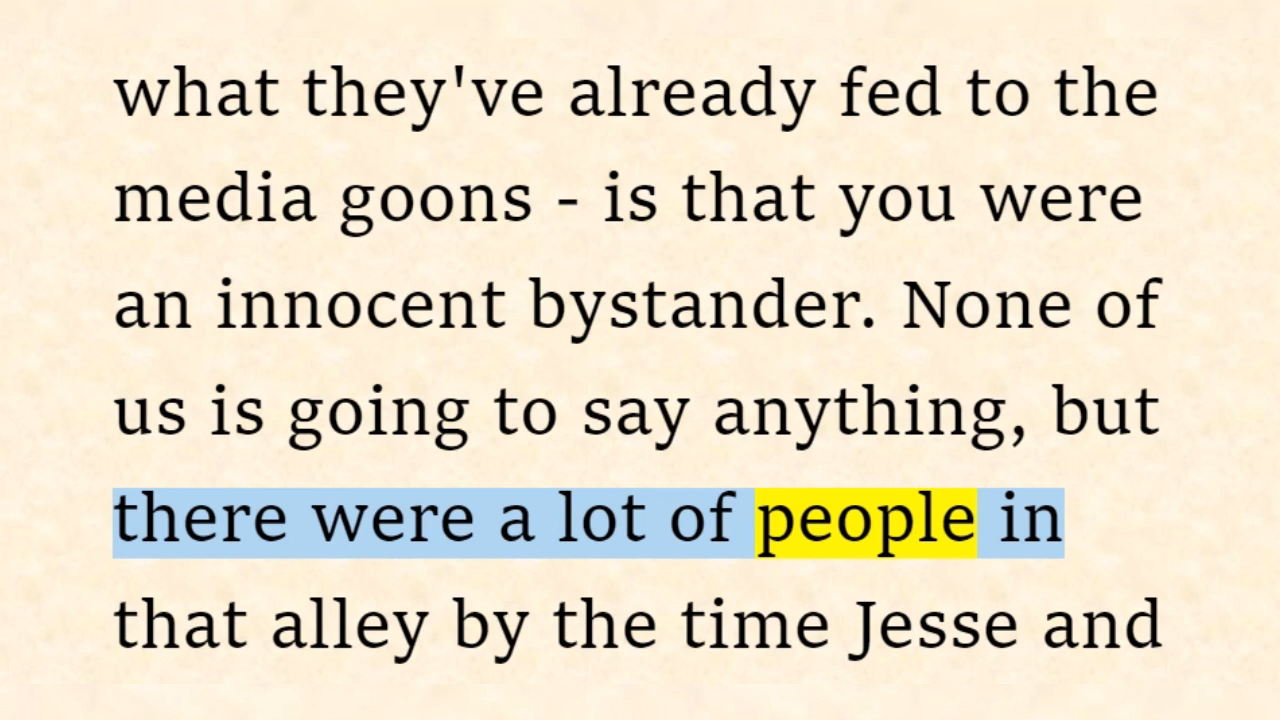 what they've already fed to the
media goons - is that you were
an innocent bystander. None of
us is going to say anything, but
there were a lot of people in
that alley by the time Jesse and